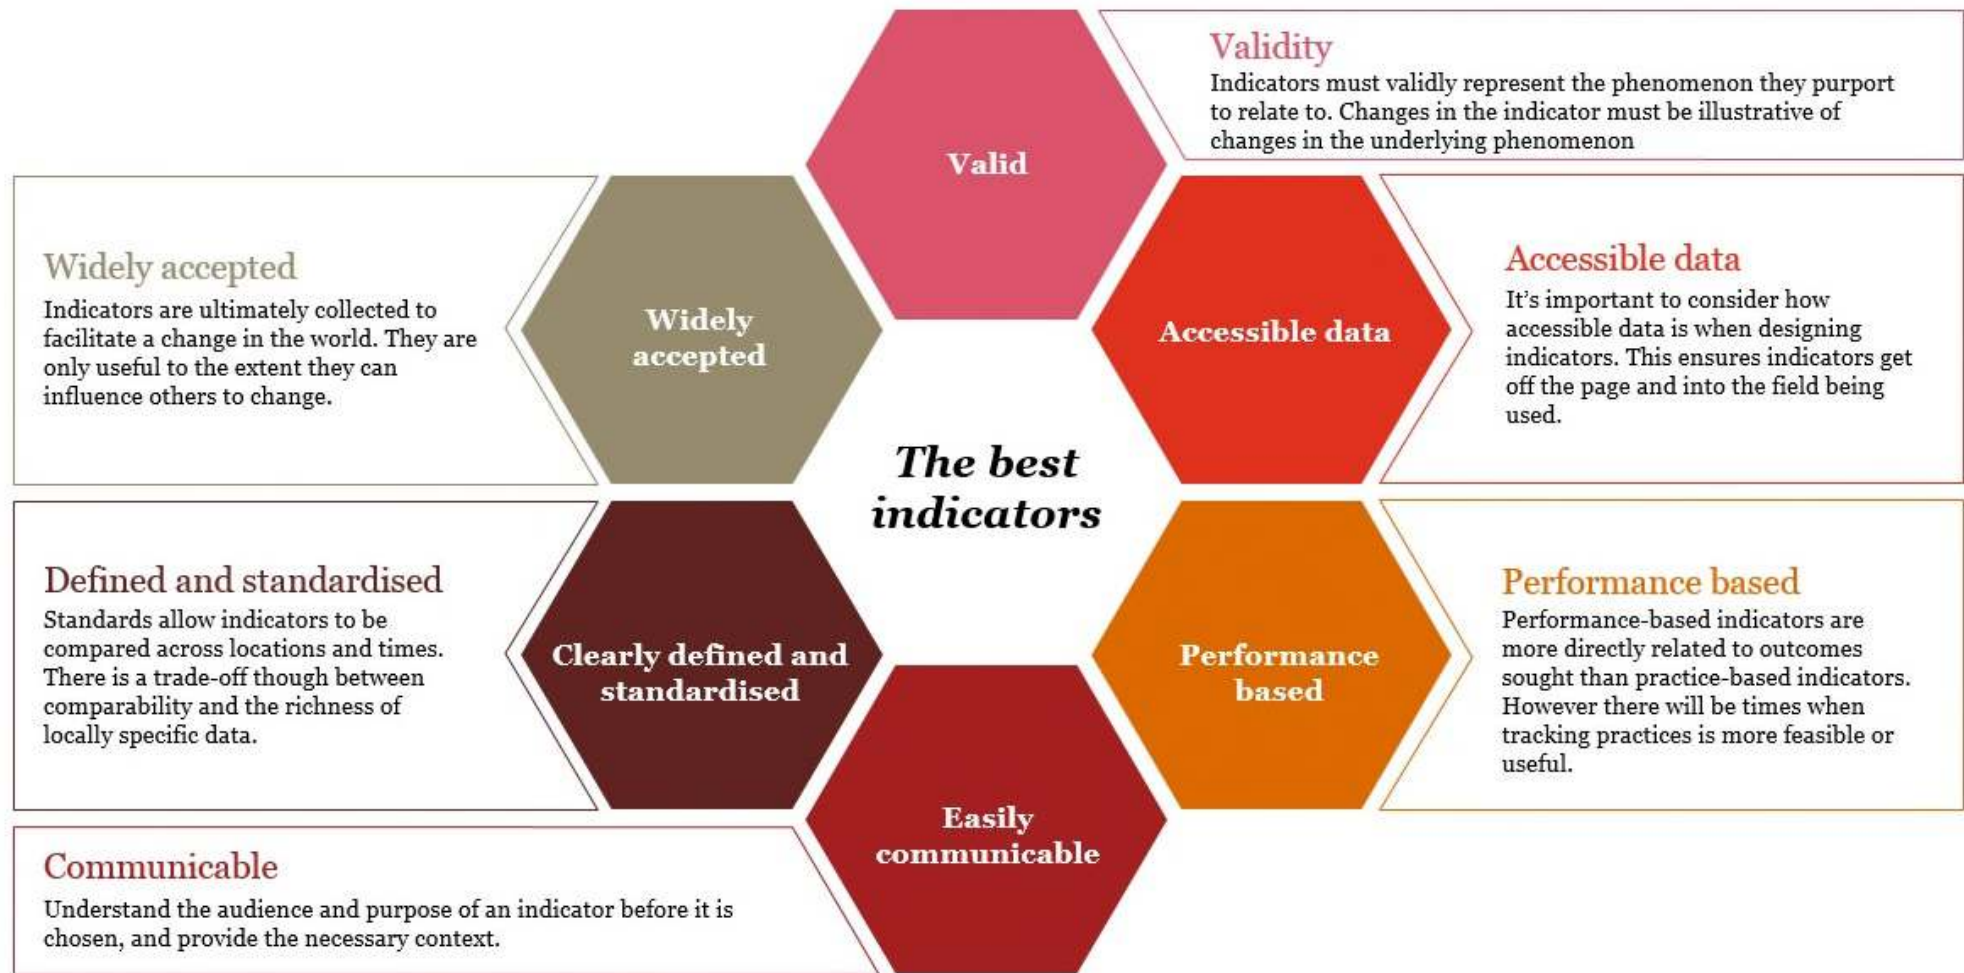 Valid
Validity
Indicators must validly represent the phenomenon they purport
to relate to. Changes in the indicator must be illustrative of
changes in the underlying phenomenon
Widely accepted
Indicators are ultimately collected to
facilitate a change in the world. They are
only useful to the extent they can
influence others to change.
Widely
accepted
Accessible data
Accessible data
It's important to consider how
accessible data is when designing
indicators. This ensures indicators get
off the page and into the field being
used.
The best
indicators
Defined and standardised
Standards allow indicators to be
compared across locations and times.
There is a trade-off though between
comparability and the richness of
locally specific data.
Clearly defined and
standardised
Performance
based
Performance based
Performance-based indicators are
more directly related to outcomes
sought than practice-based indicators.
However there will be times when
tracking practices is more feasible or
useful.
Communicable
Understand the audience and purpose of an indicator before it is
chosen, and provide the necessary context.
Easily
communicable